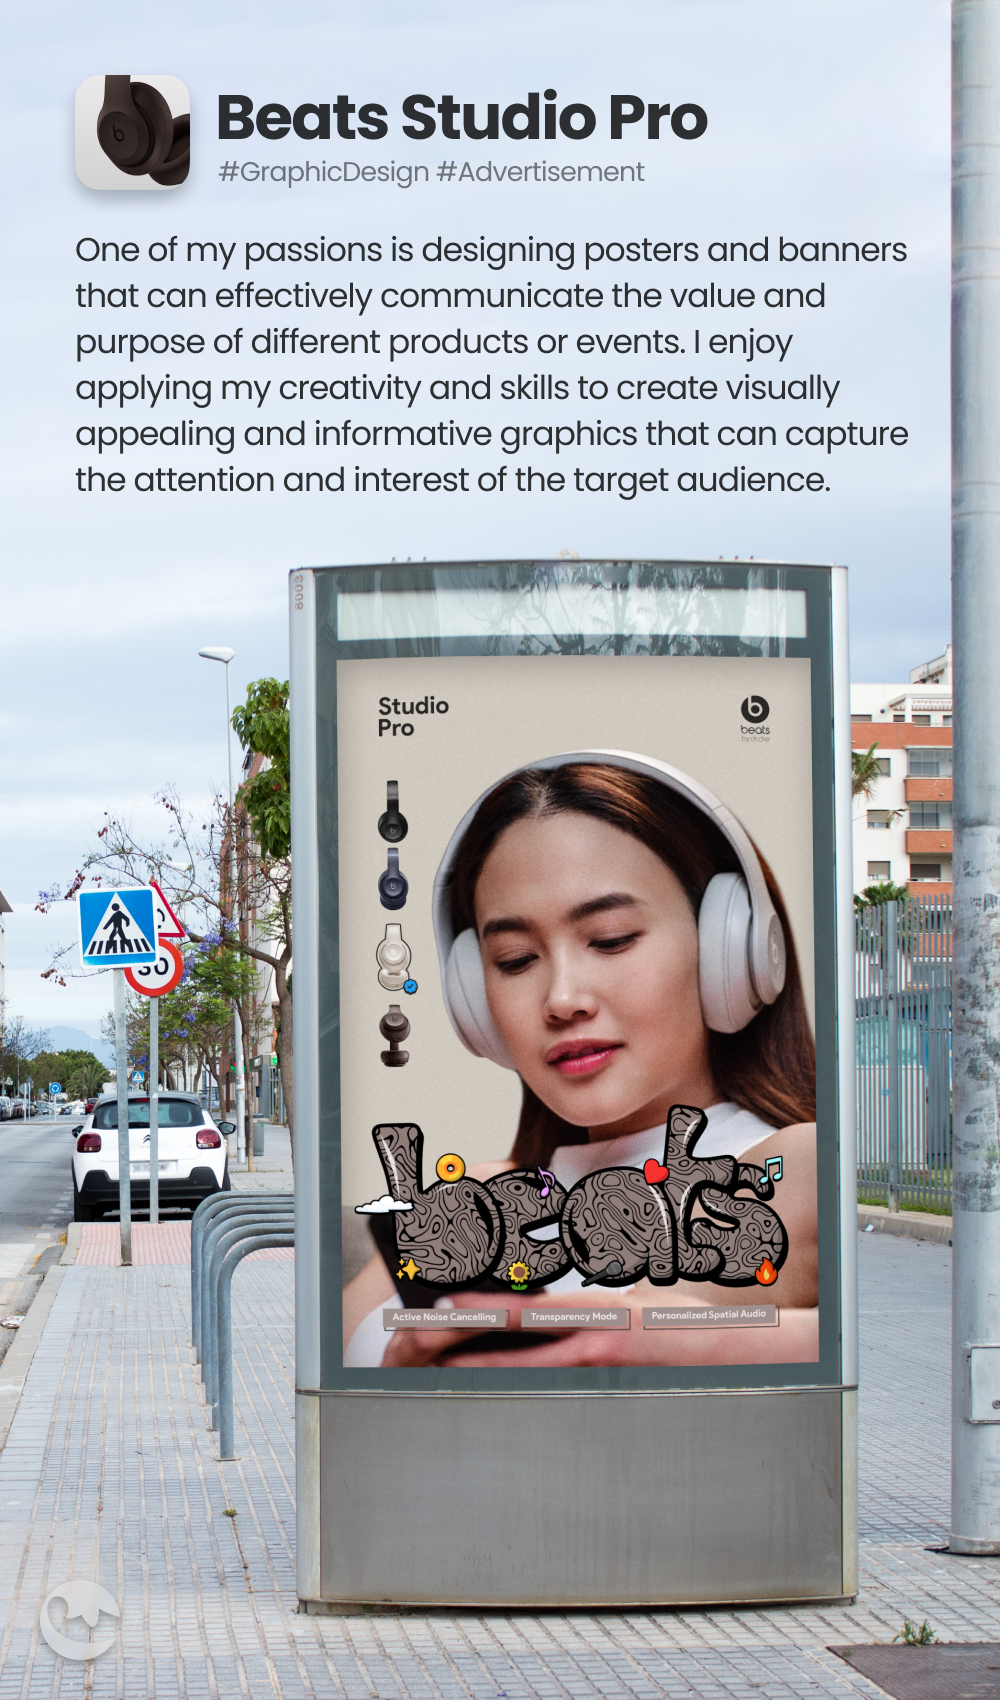 Beats Studio Pro
#GraphicDesign #Advertisement
One of my passions is designing posters and banners
that can effectively communicate the value and
purpose of different products or events. I enjoy
applying my creativity and skills to create visually
appealing and informative graphics that can capture
the attention and interest of the target audience.
8003
Studio
Pro
beats
by dr. dre
30
beats
Active Noise Cancelling
Transparency Mode
Personalized Spatial Audio